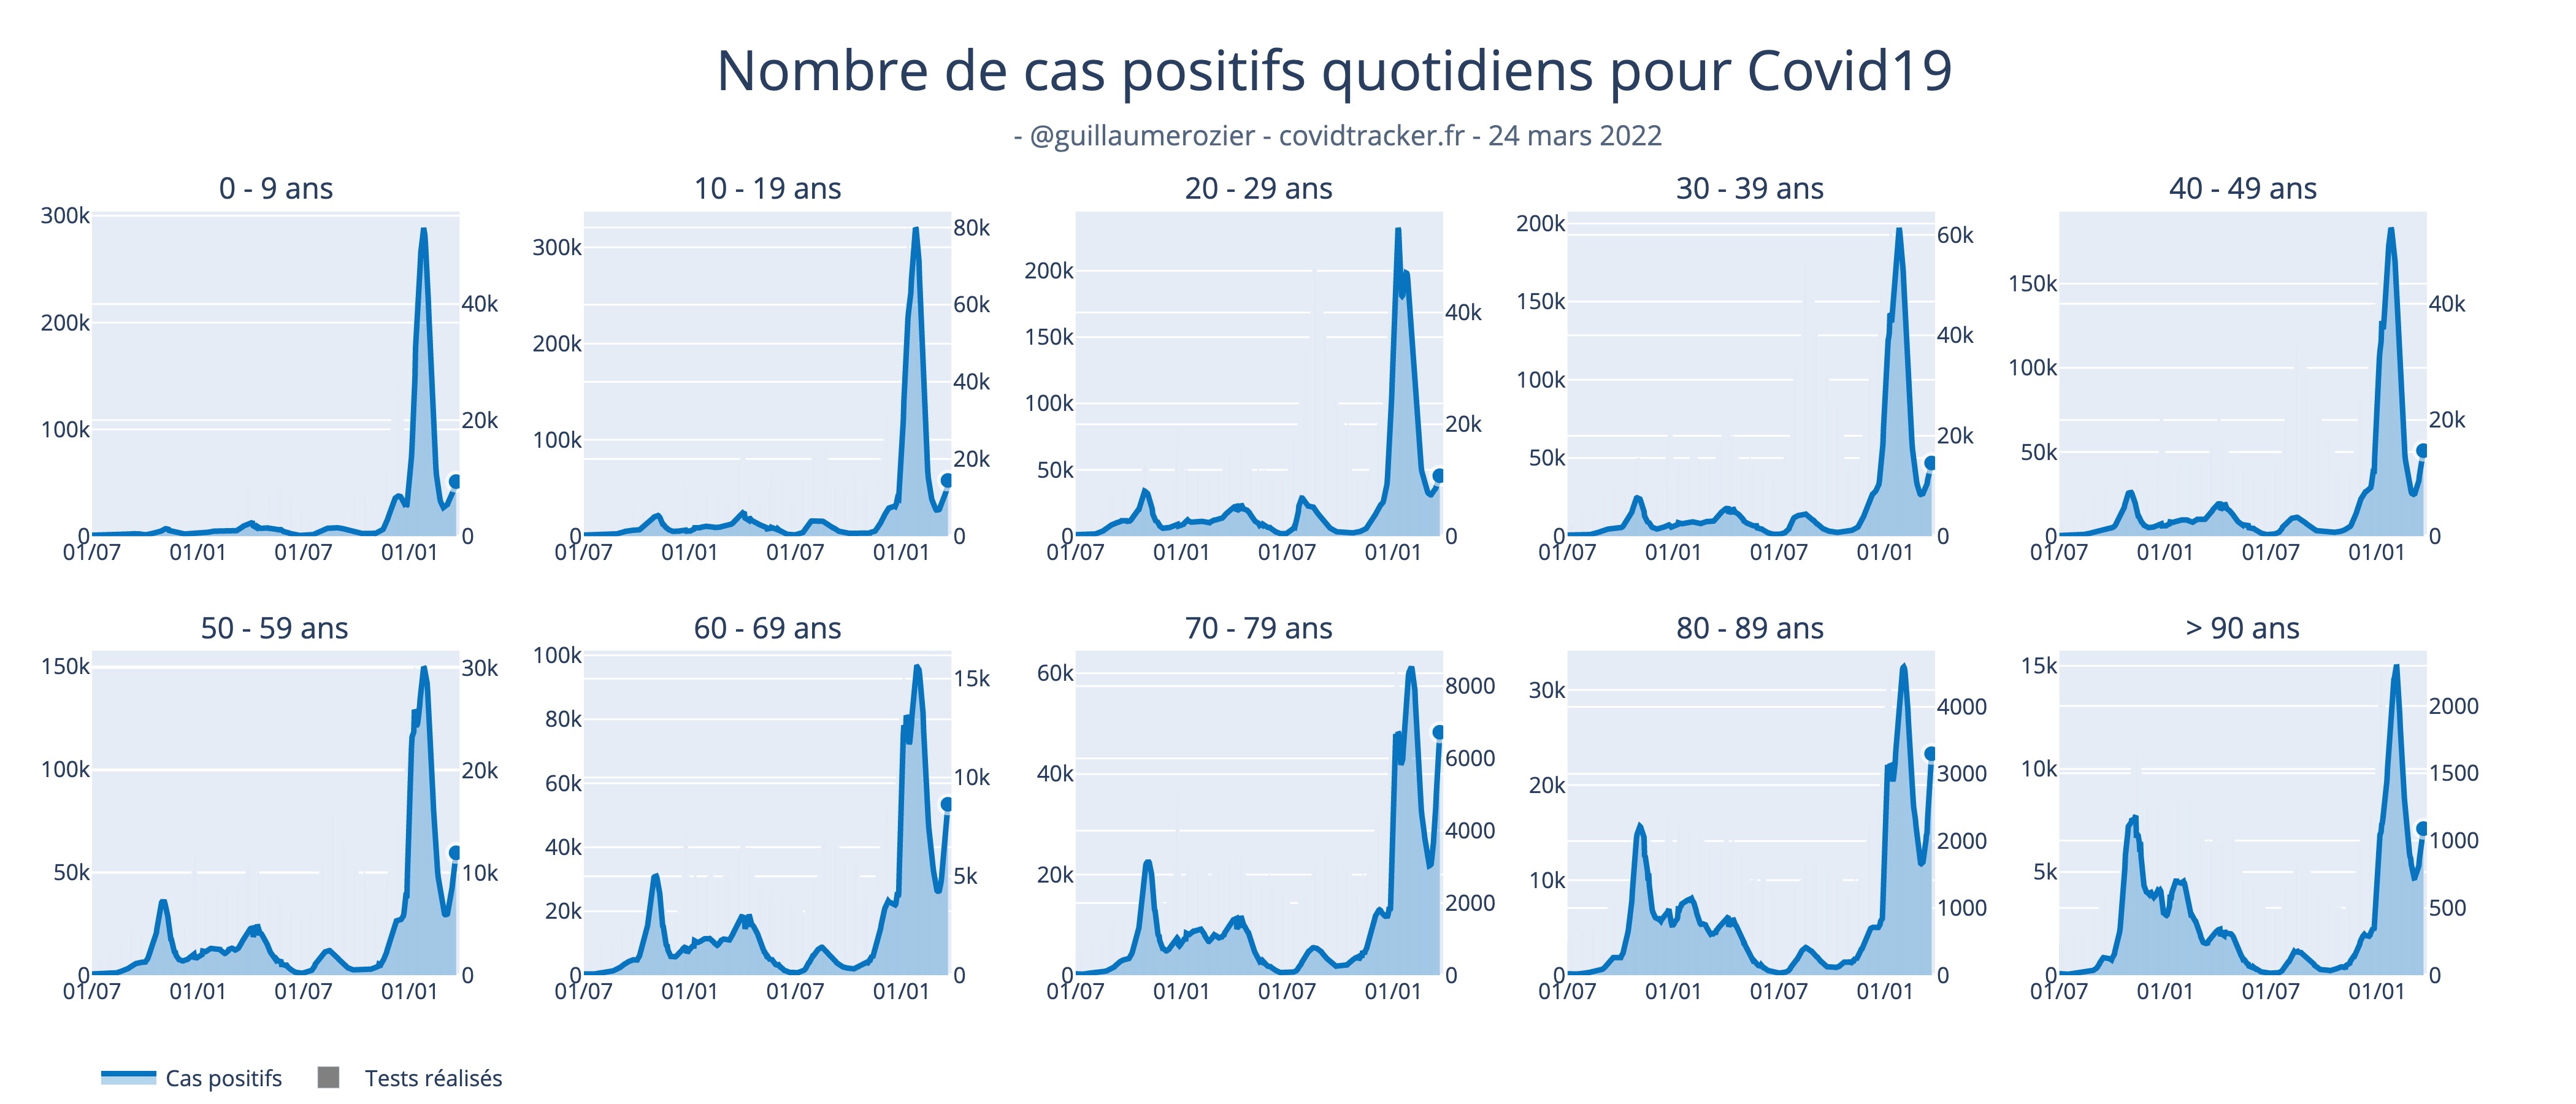 Nombre de cas positifs quotidiens pour Covid19
- @guillaumerozier - covidtracker.fr - 24 mars 2022
0 - 9 ans
300k
200k
100k
0
40k
20k
0
01/07 01/01 01/07 01/01
10 - 19 ans
300k
200k
100k
0
80k
60k
40k
20k
0
01/07 01/01 01/07 01/01
20 - 29 ans
200k
150k
100k
50k
0
40k
20k
0
01/07 01/01 01/07 01/01
30 - 39 ans
200k
150k
100k
50k
0
60k
40k
20k
0
01/07 01/01 01/07 01/01
40 - 49 ans
150k
100k
50k
0
40k
20k
0
01/07 01/01 01/07 01/01
50 - 59 ans
150k
100k
50k
0
30k
20k
10k
0
01/07 01/01 01/07 01/01
60 - 69 ans
100k
80k
60k
40k
20k
0
15k
10k
5k
0
01/07 01/01 01/07 01/01
70 - 79 ans
60k
40k
20k
0
8000
6000
4000
2000
0
01/07 01/01 01/07 01/01
80 - 89 ans
30k
20k
10k
0
4000
3000
2000
1000
0
01/07 01/01 01/07 01/01
> 90 ans
15k
10k
5k
0
2000
1500
1000
500
0
01/07 01/01 01/07 01/01
Cas positifs Tests réalisés